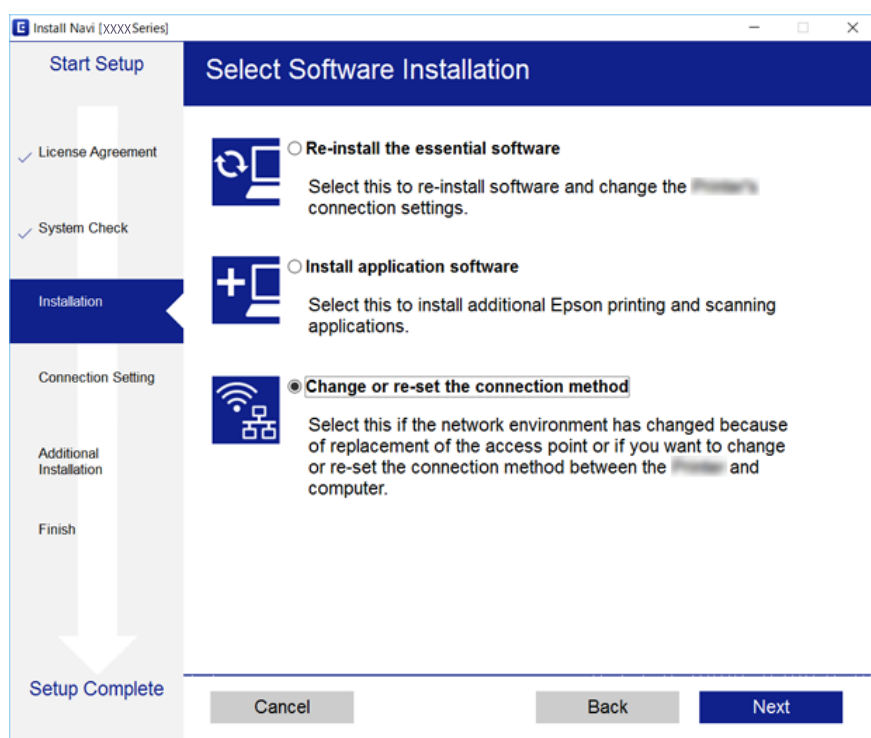 Install Navi [XXXX Series]
Start Setup
Select Software Installation
License Agreement
System Check
Installation
Connection Setting
Additional
Installation
Finish
Setup Complete
Re-install the essential software
Select this to re-install software and change the
connection settings.
Install application software
Select this to install additional Epson printing and scanning
applications.
Change or re-set the connection method
Select this if the network environment has changed because
of replacement of the access point or if you want to change
or re-set the connection method between the and
computer.
Cancel
Back
Next